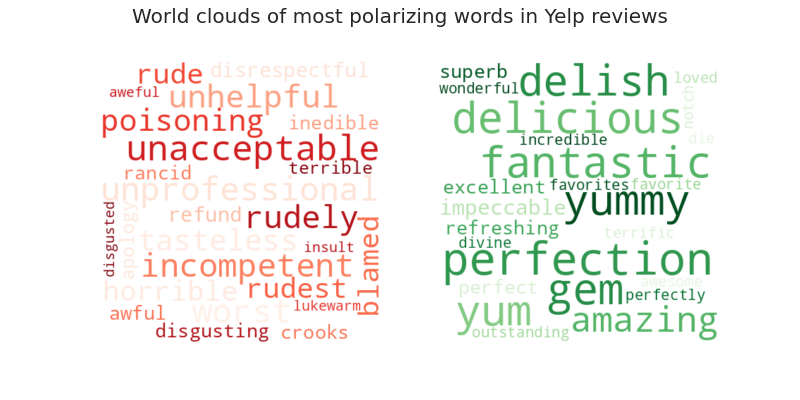 World clouds of most polarizing words in Yelp reviews
rude
disrespectful
aweful
unhelpful
poisoning
inedible
unacceptable
terrible
rancid
unprofessional
disgusted
apology
refund
rudely
blamed
tasteless
insult
incompetent
horrible
rudest
worst
lukewarm
awful
disgusting
crooks
superb
delish
loved
wonderful
notch
delicious
incredible
die
fantastic
excellent
favorites
favorite
impeccable
yummy
refreshing
terrific
divine
perfection
perfect
gem
awesome
perfectly
yum
amazing
outstanding